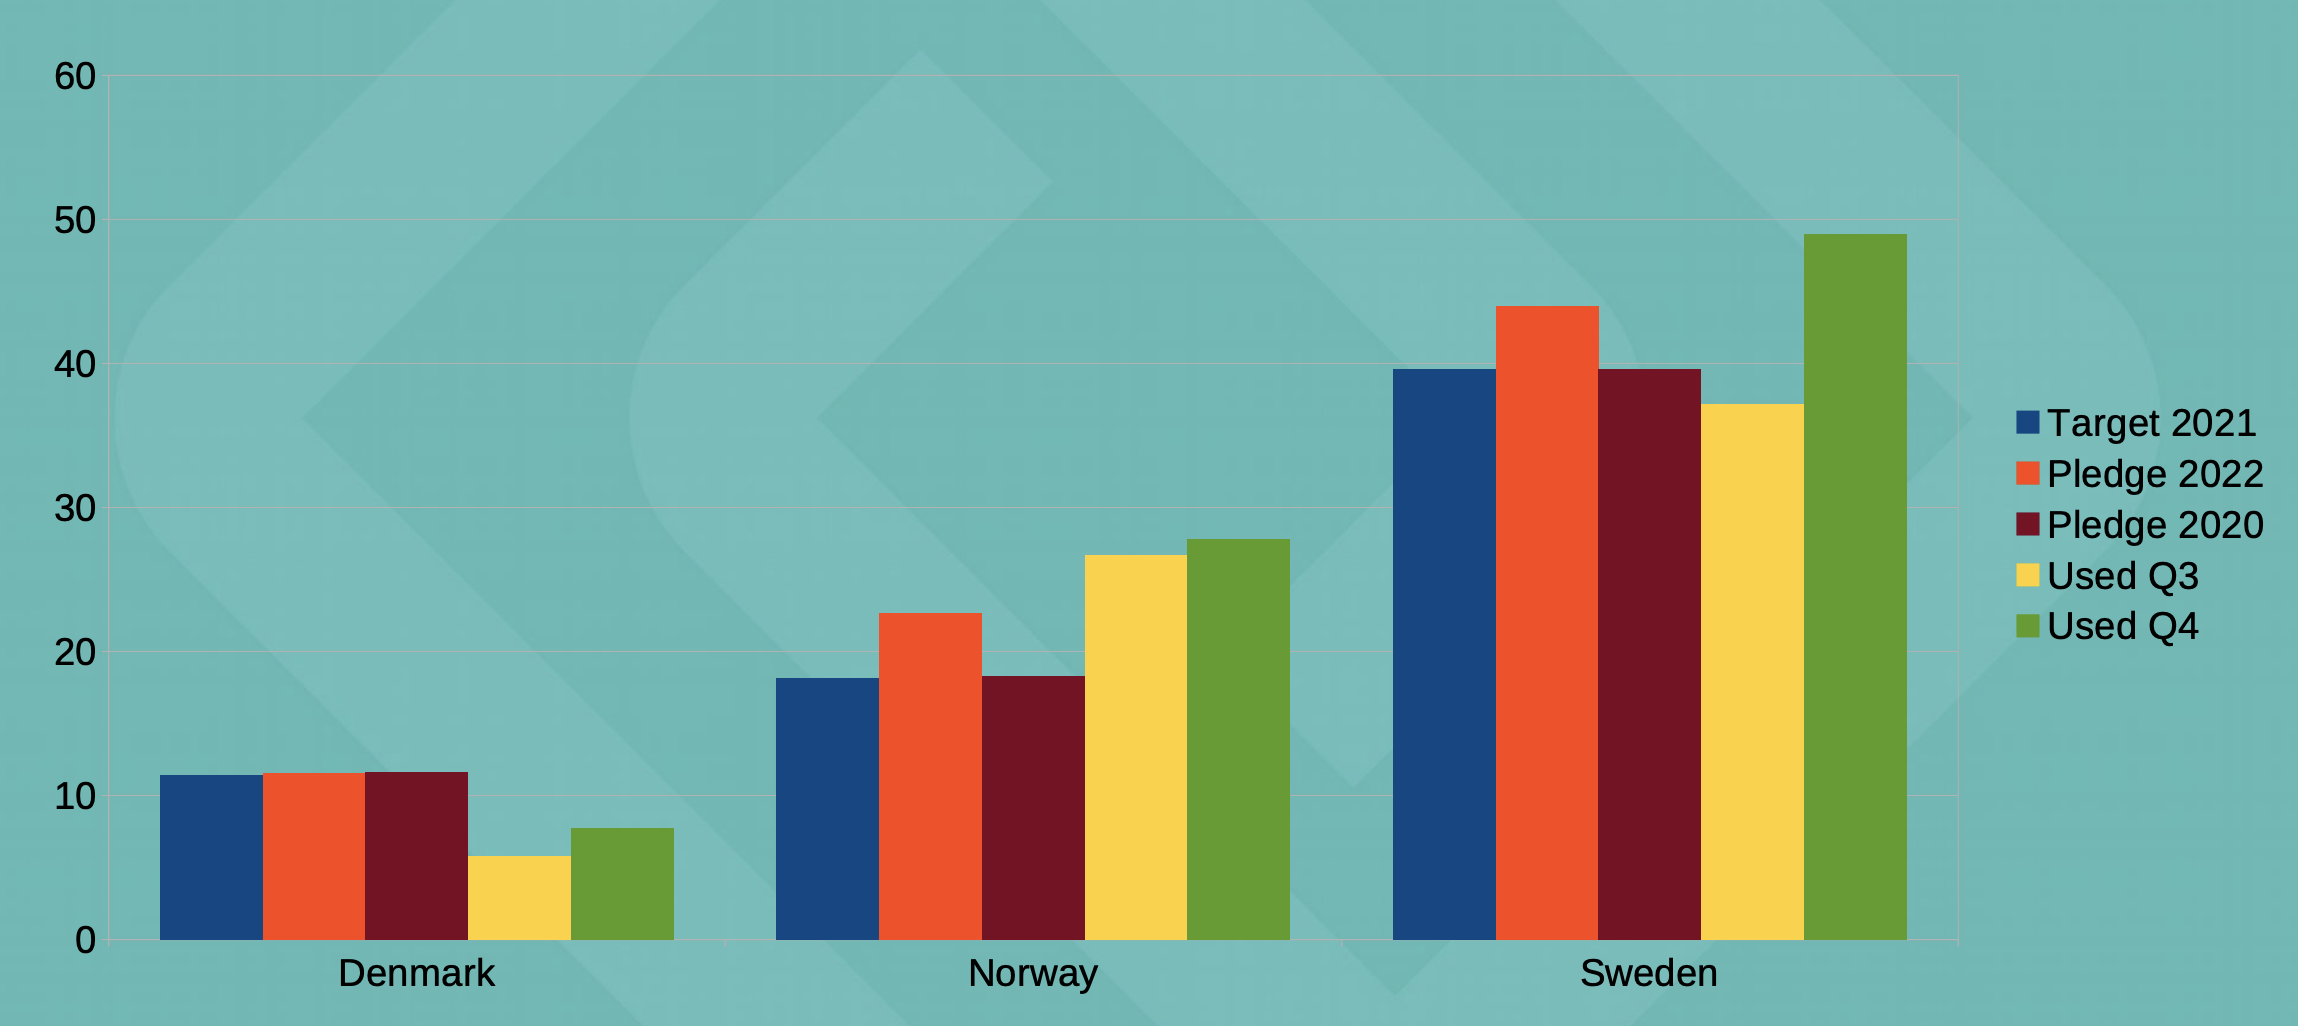 60
50
40
30
20
10
0
Denmark
Norway
Sweden
Target 2021
Pledge 2022
Pledge 2020
Used Q3
Used Q4